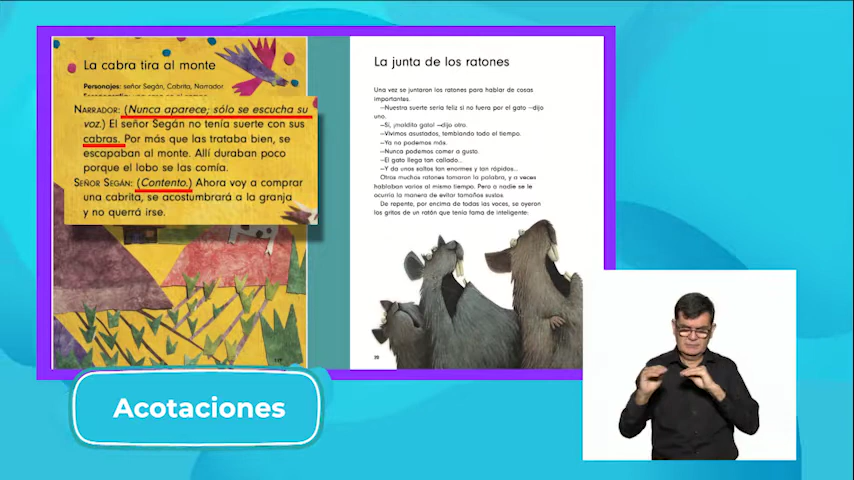 La cabra tira al monte
Personajes: señor Segán, Cabrito, Narrador.
NARRADOR: (Nunca aparece; sólo se escucha su
voz.) El señor Segán no tenía suerte con sus
cabras. Por más que las trataba bien, se
escapaban al monte. Allí duraban poco
porque el lobo se las comía.
SEÑOR SEGÁN: (Contento.) Ahora voy a comprar
una cabrita, se acostumbrará a la granja
y no querrá irse.
La junta de los ratones
Una vez se juntaron los ratones para hablar de cosas
importantes.
—Nuestra suerte sería feliz si no fuera por el gato —dijo
uno.
—Sí, ¡maldito gato! —dijo otro.
—Vivimos asustados, temblando todo el tiempo.
—Ya no podemos más.
—Nunca podemos comer a gusto.
—El gato llega tan callado...
—Y da unos saltos tan enormes y tan rápidos...
Otros muchos ratones tomaron la palabra, y a veces
hablaban varios al mismo tiempo. Pero a nadie se le
ocurría la manera de evitar tamaños sustos.
De repente, por encima de todas las voces, se oyeron
los gritos de un ratón que tenía fama de inteligente:
Acotaciones